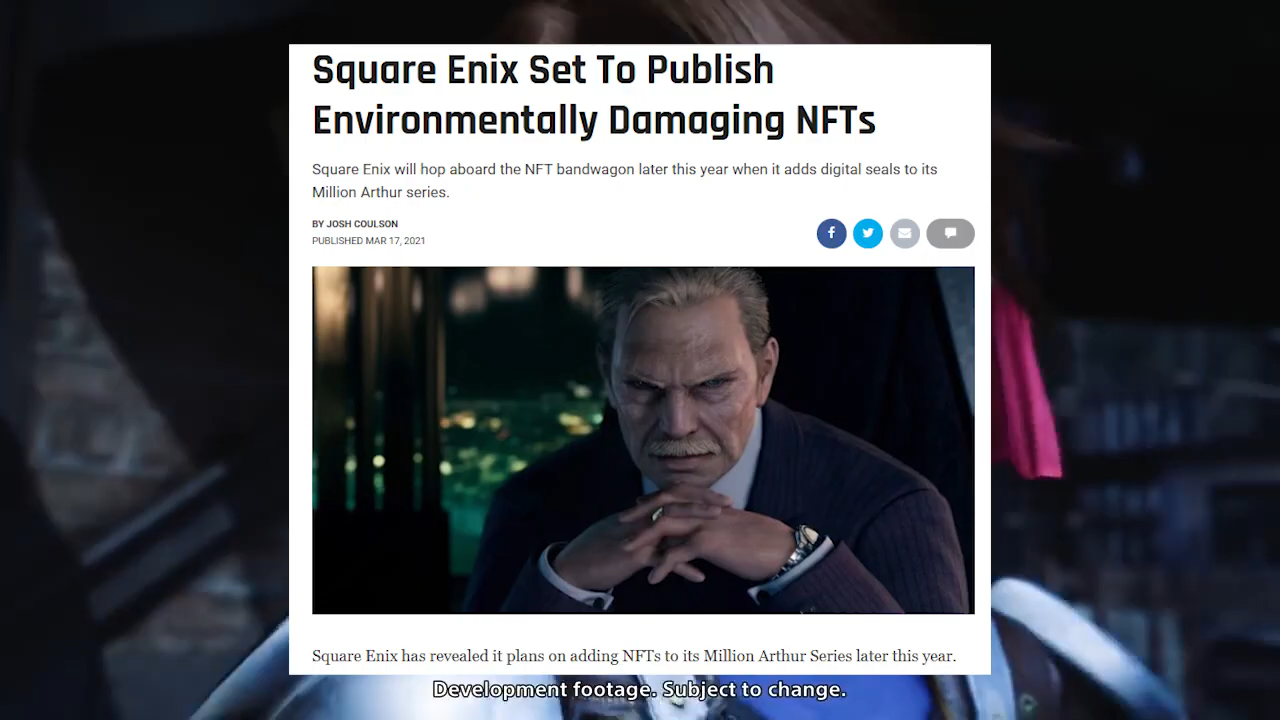 Square Enix Set To Publish
Environmentally Damaging NFTs
Square Enix will hop aboard the NFT bandwagon later this year when it adds digital seals to its
Million Arthur series.
BY JOSH COULSON
PUBLISHED MAR 17, 2021
Square Enix has revealed it plans on adding NFTs to its Million Arthur Series later this year.
Development footage. Subject to change.